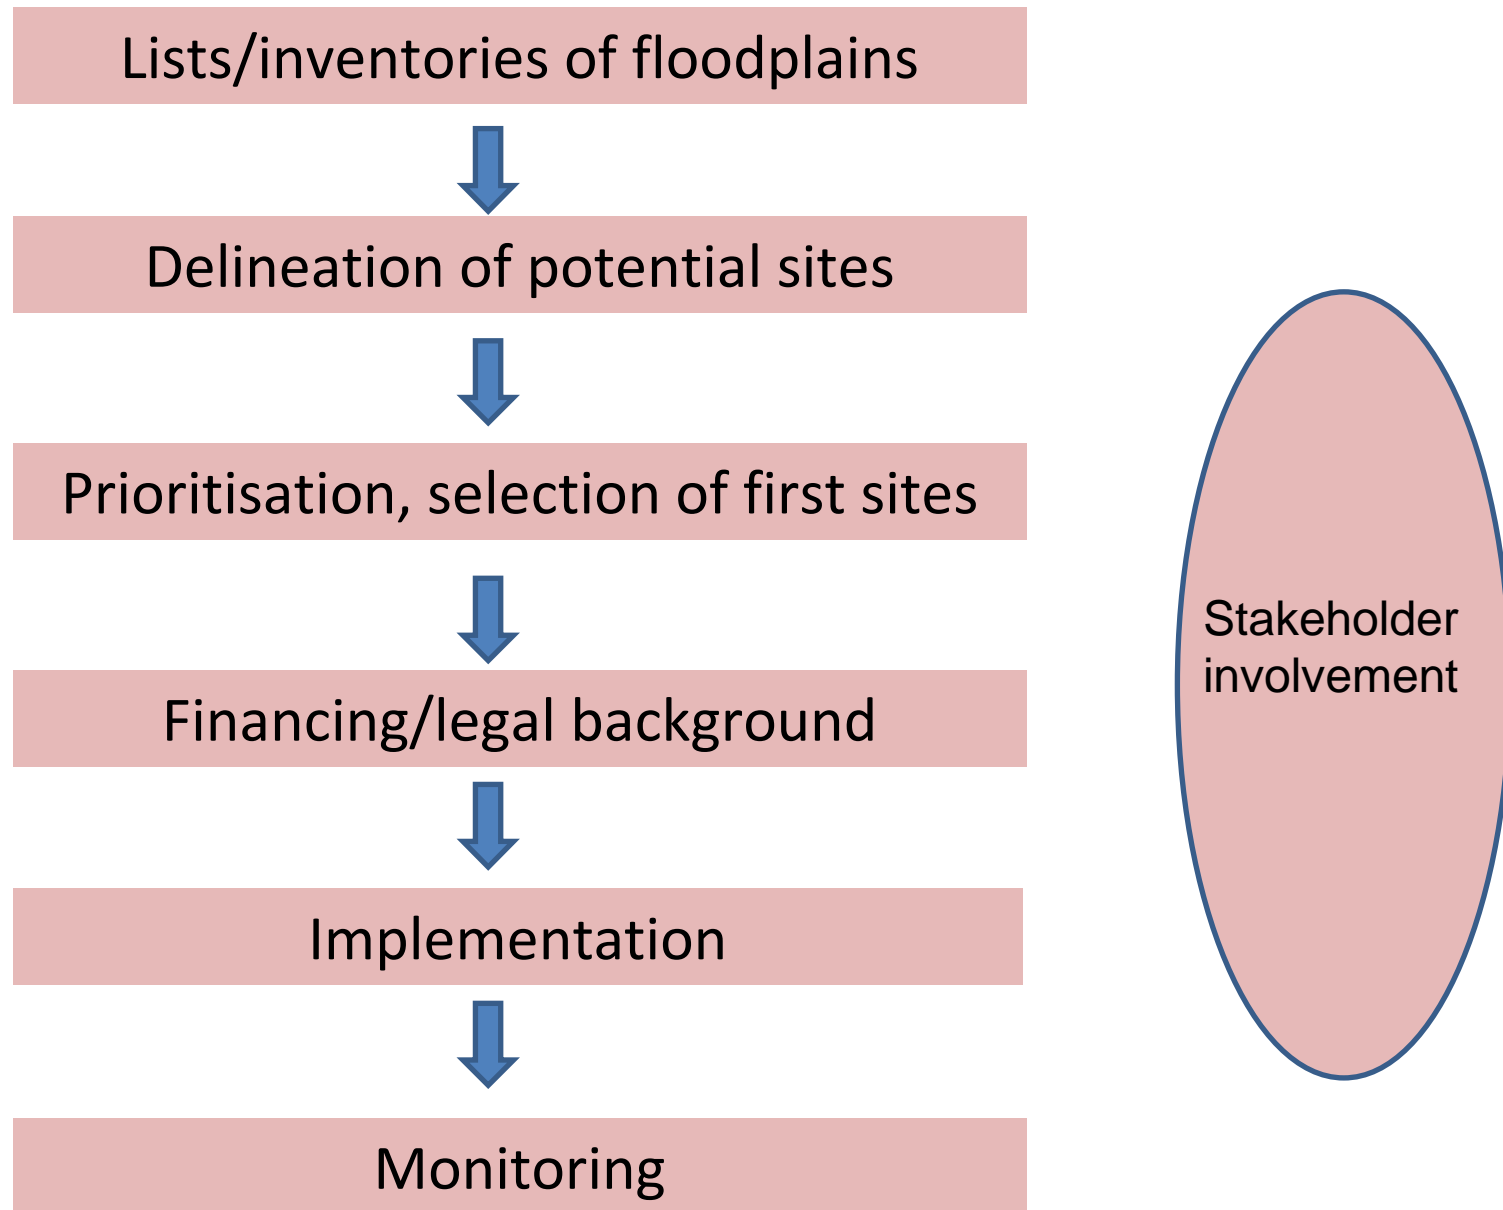 Lists/inventories of floodplains
Delineation of potential sites
Prioritisation, selection of first sites
Financing/legal background
Implementation
Monitoring
Stakeholder
involvement